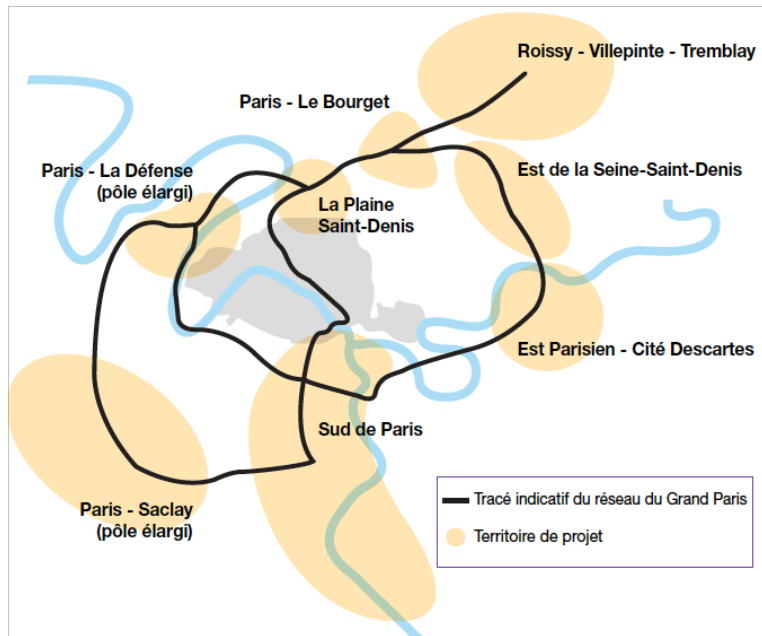 Roissy - Villepinte - Tremblay
Paris - Le Bourget
Paris - La Défense
(pôle élargi)
Est de la Seine-Saint-Denis
La Plaine
Saint-Denis
Est Parisien - Cité Descartes
Sud de Paris
Paris - Saclay
(pôle élargi)
Tracé indicatif du réseau du Grand Paris
Territoire de projet